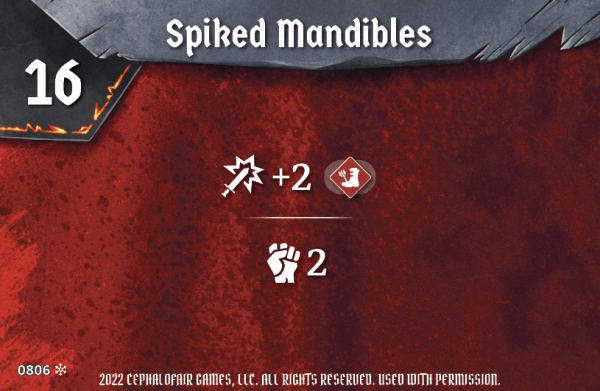 Spiked Mandibles
16
+2
2
0806
2022 CEPHALOFAIR GAMES, LLC. ALL RIGHTS RESERVED. USED WITH PERMISSION.